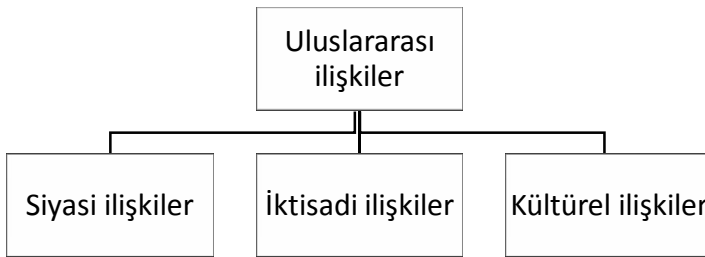 Uluslararası
ilişkiler
Siyasi ilişkiler
İktisadi ilişkiler
Kültürel ilişkiler